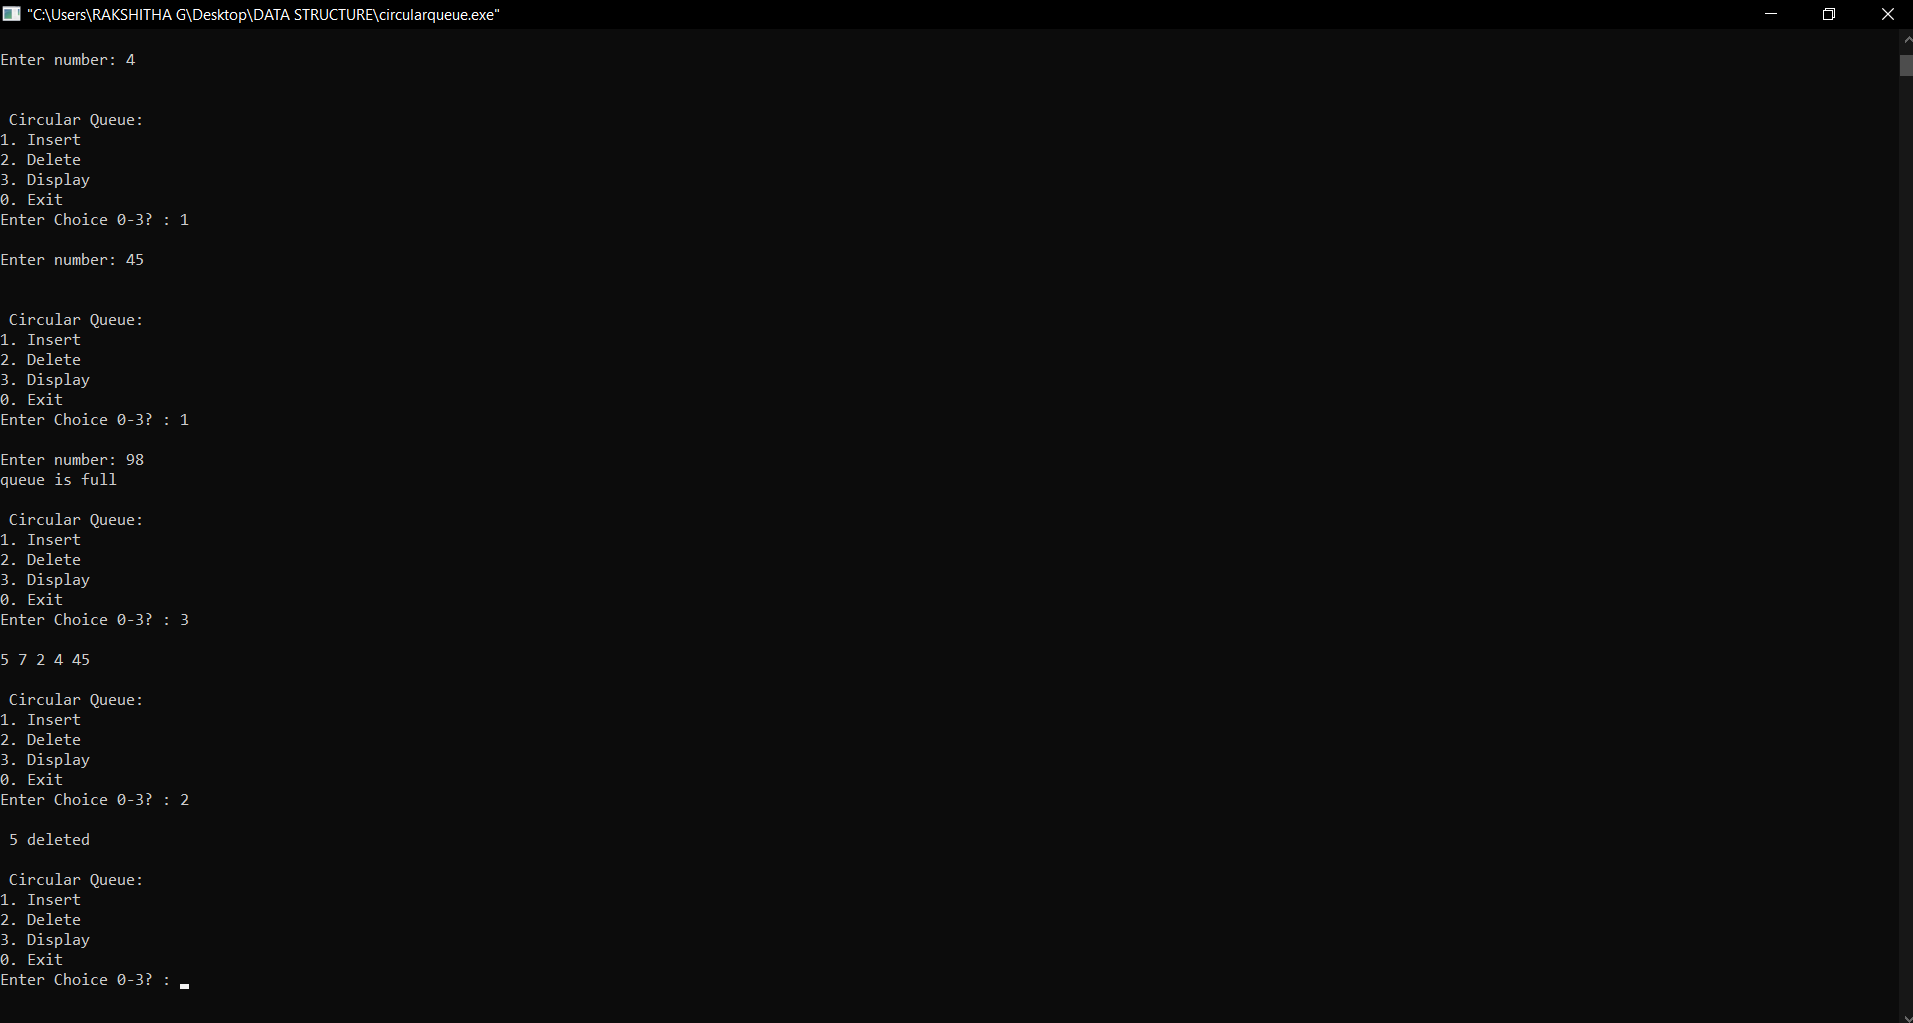 "C:\Users\RAKSHITHA G\Desktop\DATA STRUCTURE\circularqueue.exe"
Enter number: 4
Circular Queue:
1. Insert
2. Delete
3. Display
0. Exit
Enter Choice 0-3? : 1
Enter number: 45
Circular Queue:
1. Insert
2. Delete
3. Display
0. Exit
Enter Choice 0-3? : 1
Enter number: 98
queue is full
Circular Queue:
1. Insert
2. Delete
3. Display
0. Exit
Enter Choice 0-3? : 3
5 7 2 4 45
Circular Queue:
1. Insert
2. Delete
3. Display
0. Exit
Enter Choice 0-3? : 2
5 deleted
Circular Queue:
1. Insert
2. Delete
3. Display
0. Exit
Enter Choice 0-3? :